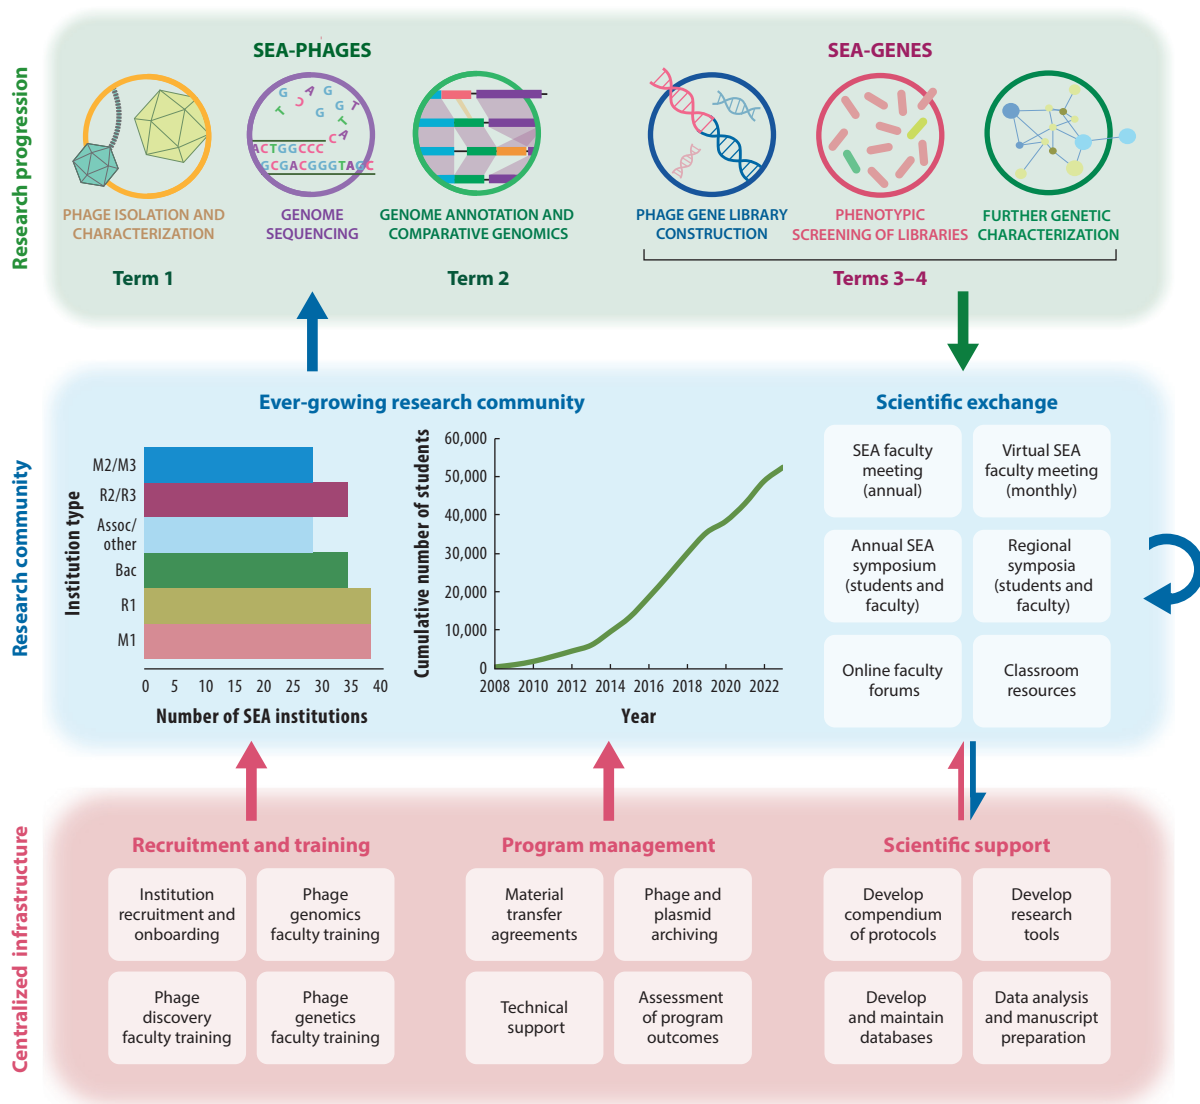 Research progression
SEA-PHAGES
SEA-GENES
G
A
G
C
G
T
T
G
G
T
A
C
ACTGGCCC
GCGACGGGTAGC
PHAGE ISOLATION AND
CHARACTERIZATION
GENOME
SEQUENCING
GENOME ANNOTATION AND
COMPARATIVE GENOMICS
PHAGE GENE LIBRARY
CONSTRUCTION
PHENOTYPIC
SCREENING OF LIBRARIES
FURTHER GENETIC
CHARACTERIZATION
Term 1
Term 2
Terms 3–4
Research community
Ever-growing research community
Institution type
M2/M3
R2/R3
Assoc/
other
Bac
R1
M1
0 5 10 15 20 25 30 35 40
Number of SEA institutions
Cumulative number of students
60,000
50,000
40,000
30,000
20,000
10,000
0
2008 2010 2012 2014 2016 2018 2020 2022
Year
Scientific exchange
SEA faculty
meeting
(annual)
Virtual SEA
faculty meeting
(monthly)
Annual SEA
symposium
(students and
faculty)
Regional
symposia
(students and
faculty)
Online faculty
forums
Classroom
resources
Centralized infrastructure
Recruitment and training
Institution
recruitment and
onboarding
Phage
genomics
faculty training
Phage
discovery
faculty training
Phage
genetics
faculty training
Program management
Material
transfer
agreements
Phage and
plasmid
archiving
Technical
support
Assessment
of program
outcomes
Scientific support
Develop
compendium
of protocols
Develop
research
tools
Develop
and maintain
databases
Data analysis
and manuscript
preparation